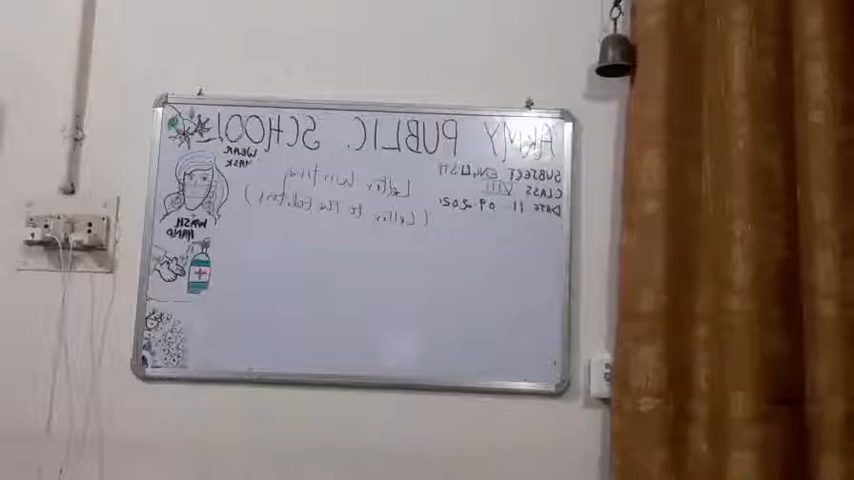 ARMY PUBLIC SCHOOL
SUBJECT ENGLISH
CLASS VIII
DATE 11 09.2021
Letter Writing
(Letter to the Editor)
WEAR
MASK
WASH
HAND